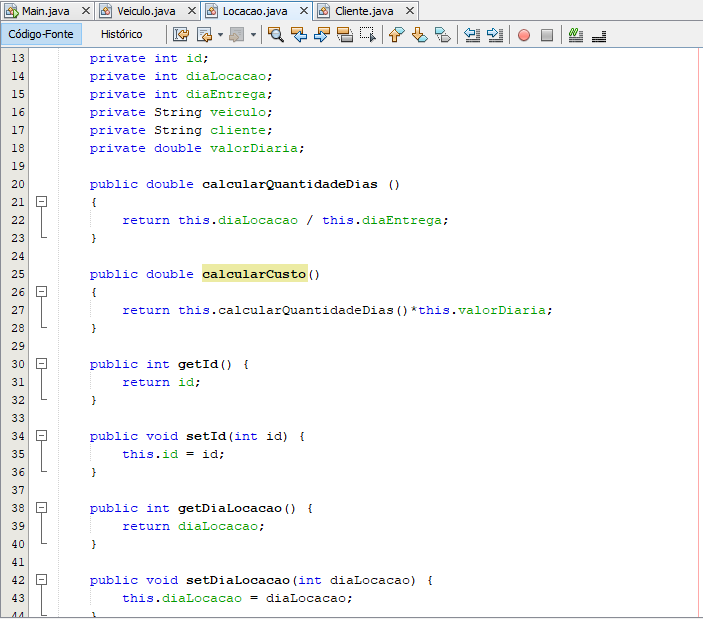 Main.java Veiculo.java Locacao.java Cliente.java
Código-Fonte Histórico
13 private int id;
14 private int diaLocacao;
15 private int diaEntrega;
16 private String veiculo;
17 private String cliente;
18 private double valorDiaria;
19
20 public double calcularQuantidadeDias ()
21 {
22 return this.diaLocacao / this.diaEntrega;
23 }
24
25 public double calcularCusto()
26 {
27 return this.calcularQuantidadeDias()*this.valorDiaria;
28 }
29
30 public int getId() {
31 return id;
32 }
33
34 public void setId(int id) {
35 this.id = id;
36 }
37
38 public int getDiaLocacao() {
39 return diaLocacao;
40 }
41
42 public void setDiaLocacao(int diaLocacao) {
43 this.diaLocacao = diaLocacao;
44 }